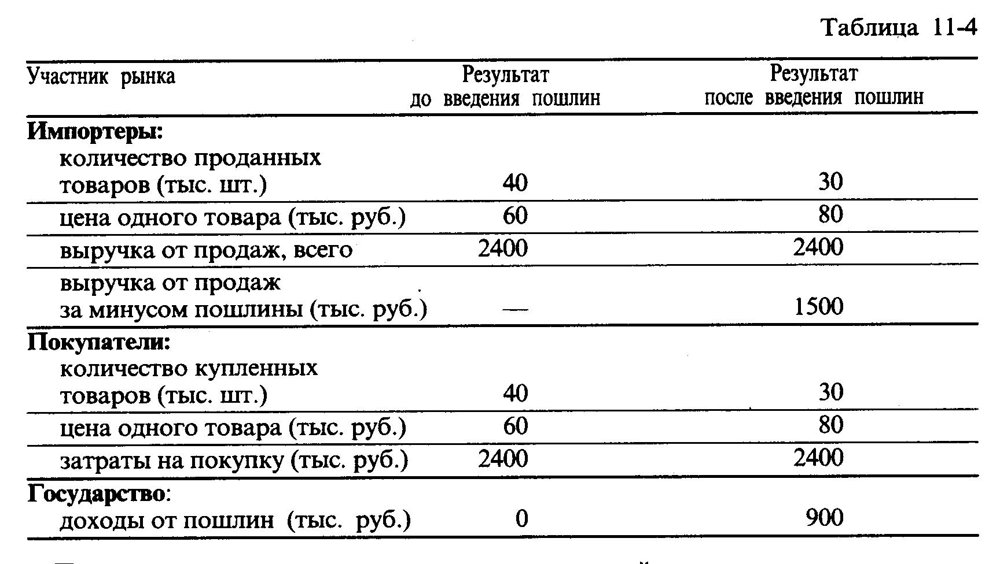 Таблица 11-4
Участник рынка Результат до введения пошлин Результат после введения пошлин
Импортеры:
количество проданных
товаров (тыс. шт.) 40 30
цена одного товара (тыс. руб.) 60 80
выручка от продаж, всего 2400 2400
выручка от продаж
за минусом пошлины (тыс. руб.) — 1500
Покупатели:
количество купленных
товаров (тыс. шт.) 40 30
цена одного товара (тыс. руб.) 60 80
затраты на покупку (тыс. руб.) 2400 2400
Государство:
доходы от пошлин (тыс. руб.) 0 900